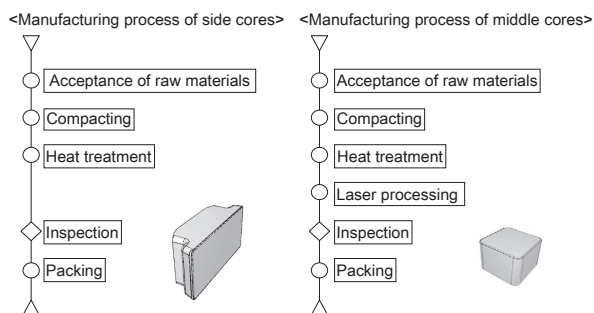 <Manufacturing process of side cores>
Acceptance of raw materials
Compacting
Heat treatment
Inspection
Packing
<Manufacturing process of middle cores>
Acceptance of raw materials
Compacting
Heat treatment
Laser processing
Inspection
Packing